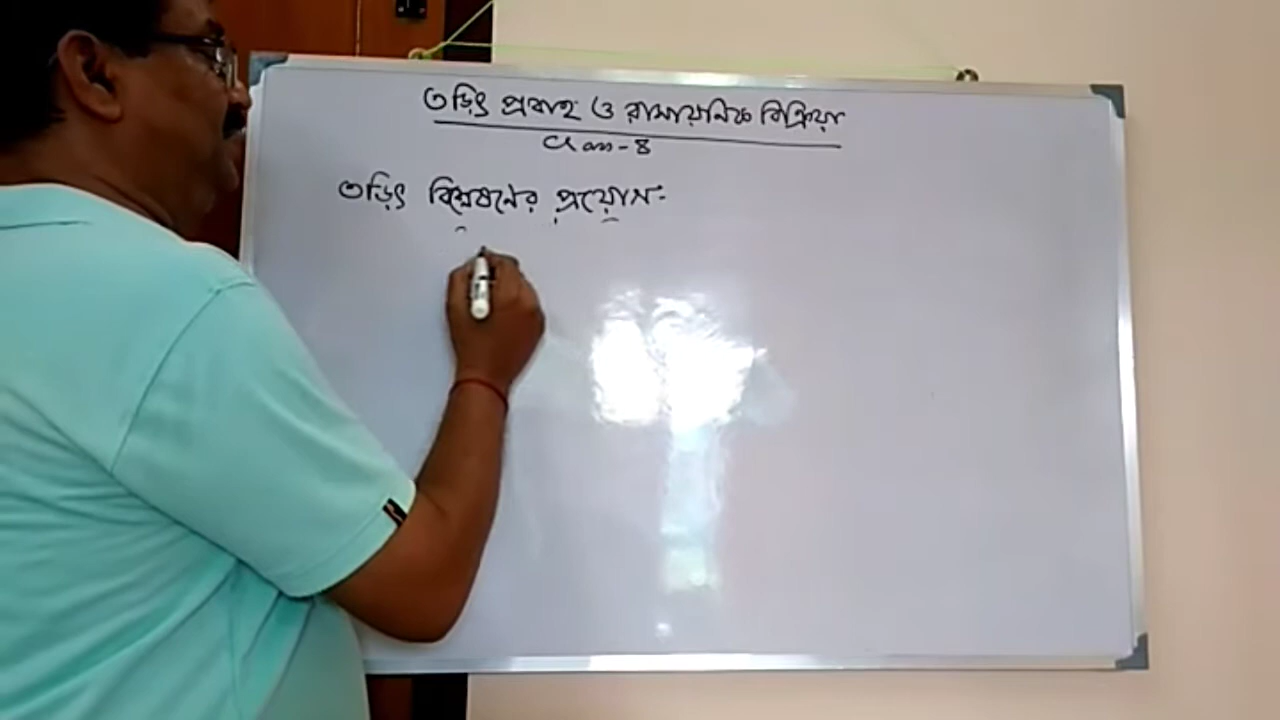 তড়িৎ প্রবাহ ও রাসায়নিক বিক্রিয়া
Class - 8
তড়িৎ বিশ্লেষণের প্রয়োগ:-